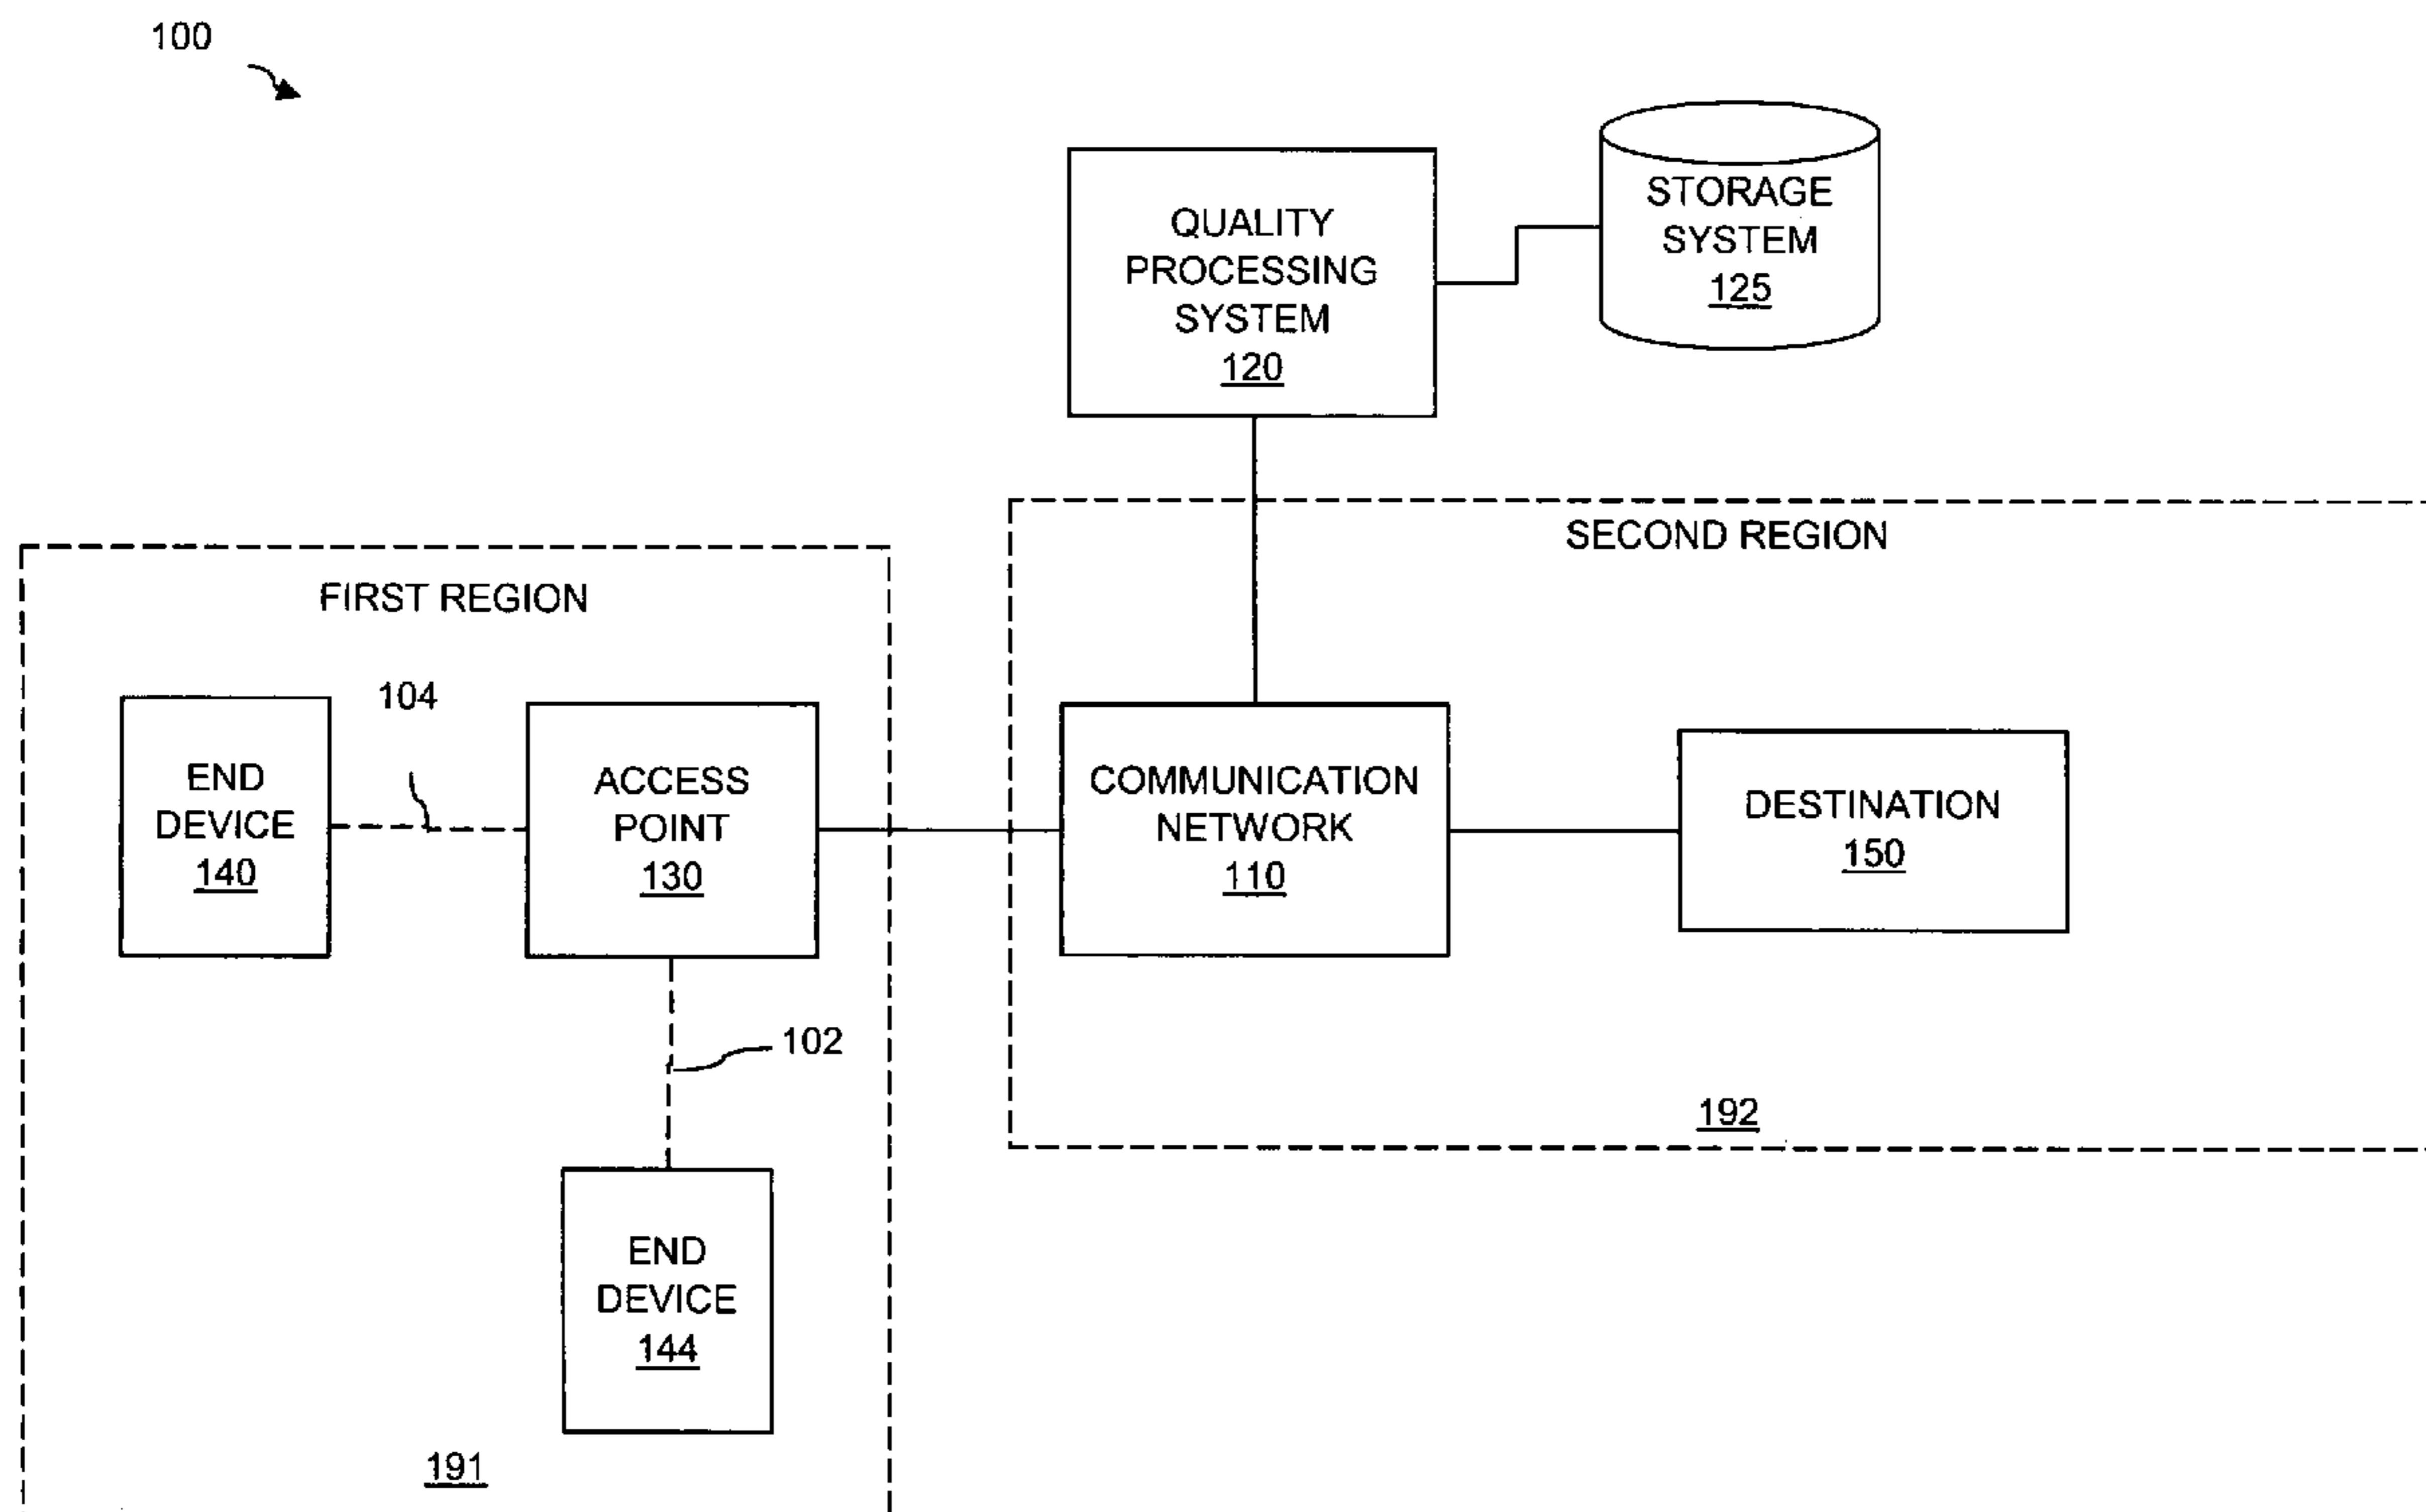 100
STORAGE
SYSTEM
125
QUALITY
PROCESSING
SYSTEM
120
SECOND REGION
FIRST REGION
104
END
DEVICE
140
ACCESS
POINT
130
COMMUNICATION
NETWORK
110
DESTINATION
150
102
192
END
DEVICE
144
191